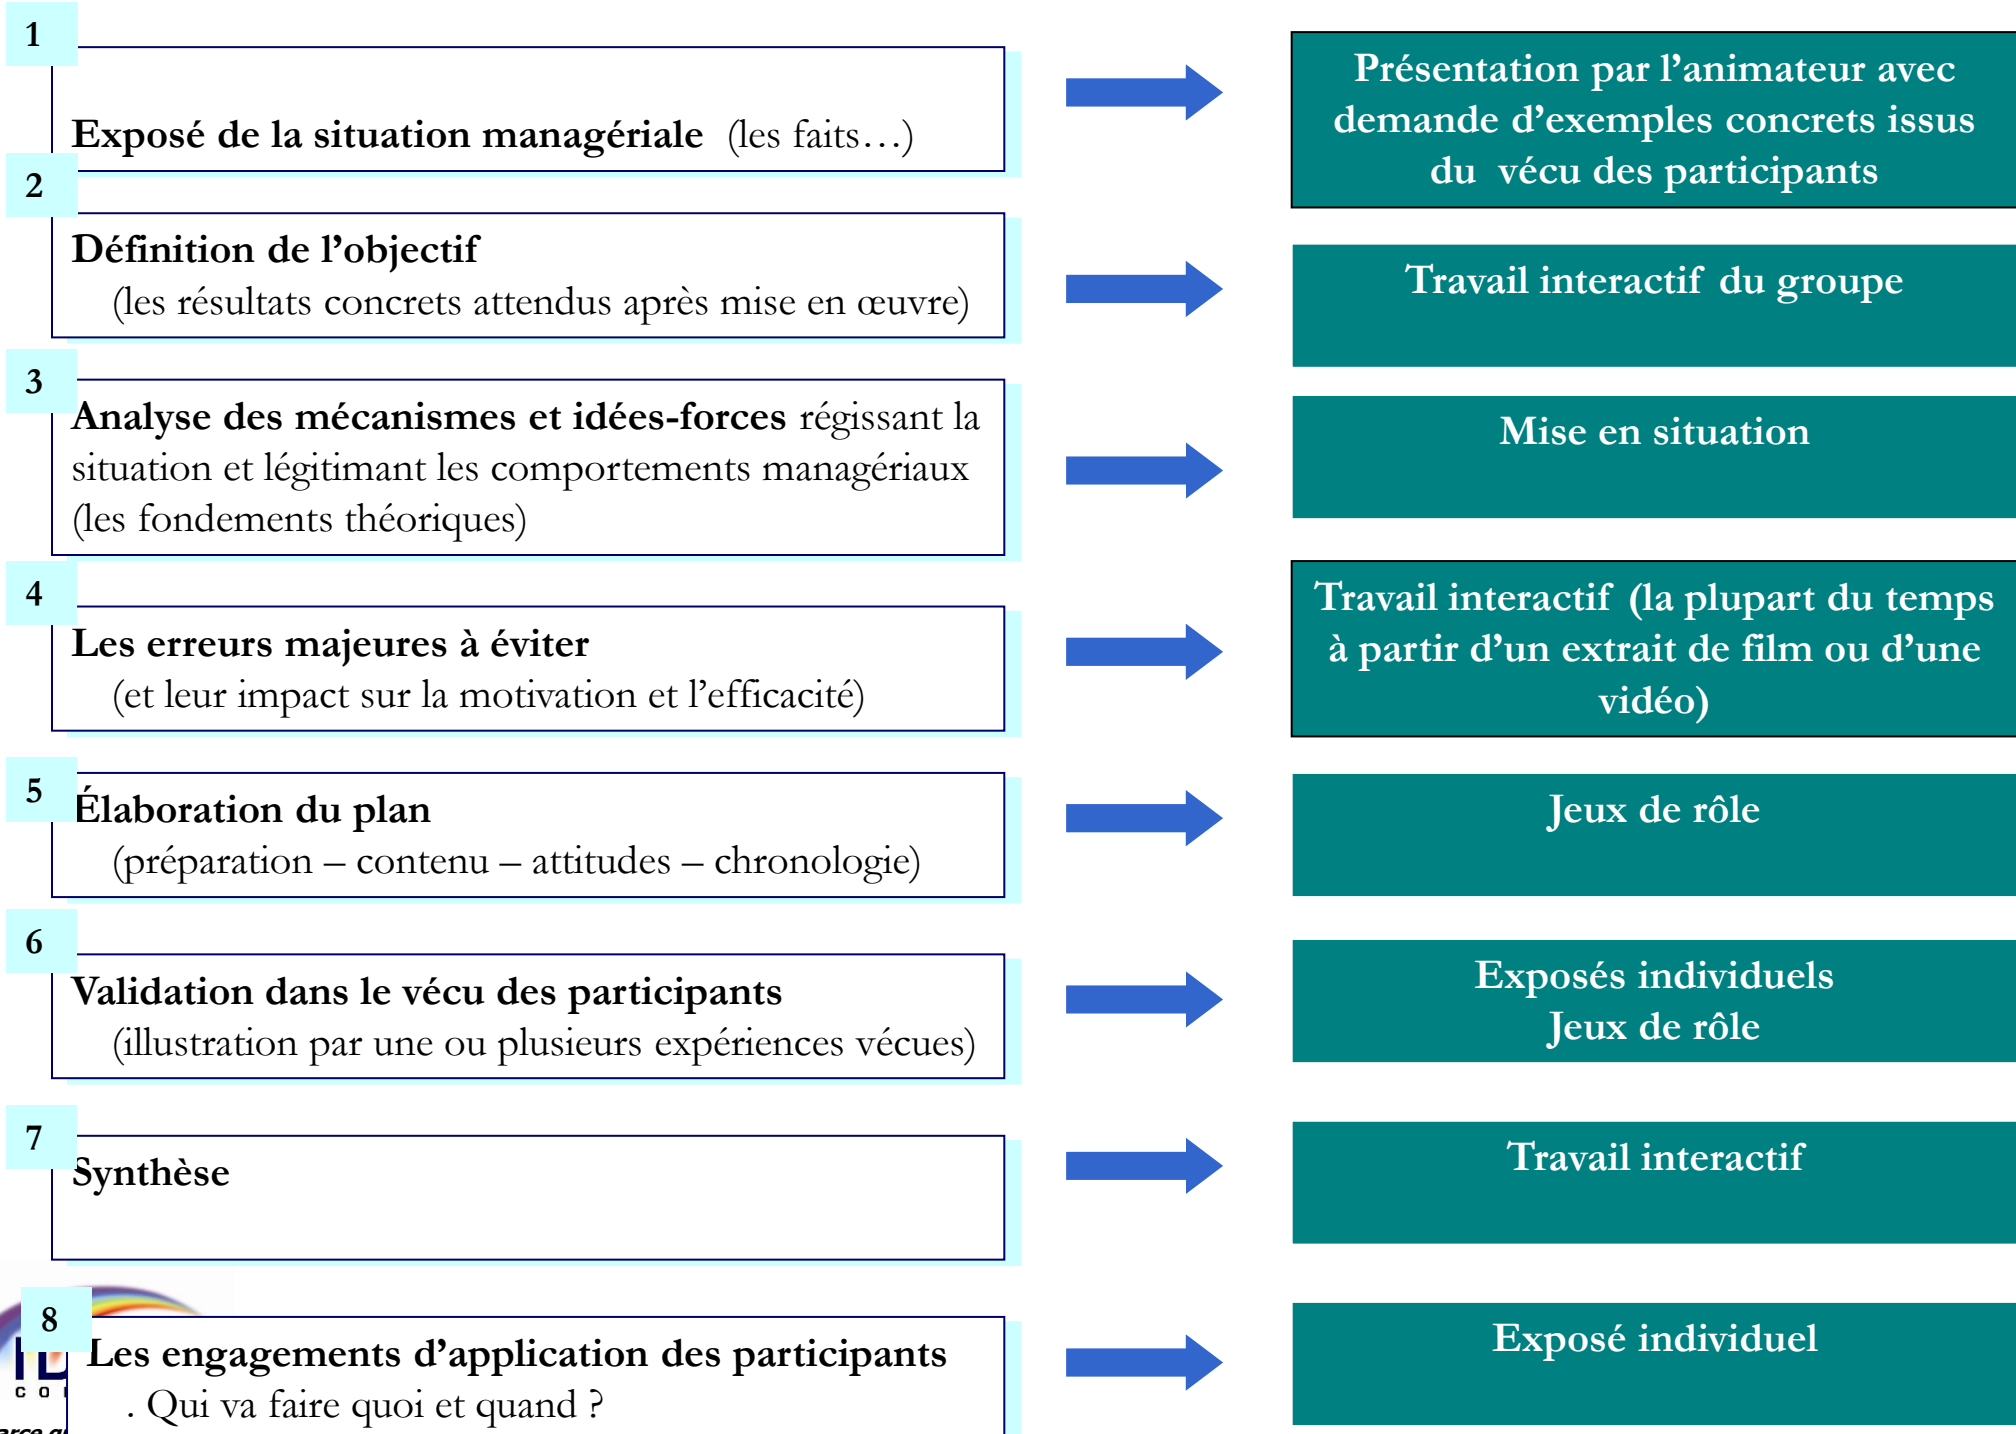 1
Exposé de la situation managériale (les faits…)
Présentation par l’animateur avec
demande d’exemples concrets issus
du vécu des participants
2
Définition de l’objectif
(les résultats concrets attendus après mise en œuvre)
Travail interactif du groupe
3
Analyse des mécanismes et idées-forces régissant la
situation et légitimant les comportements managériaux
(les fondements théoriques)
Mise en situation
4
Les erreurs majeures à éviter
(et leur impact sur la motivation et l’efficacité)
Travail interactif (la plupart du temps
à partir d’un extrait de film ou d’une
vidéo)
5
Élaboration du plan
(préparation – contenu – attitudes – chronologie)
Jeux de rôle
6
Validation dans le vécu des participants
(illustration par une ou plusieurs expériences vécues)
Exposés individuels
Jeux de rôle
7
Synthèse
Travail interactif
8
Les engagements d’application des participants
. Qui va faire quoi et quand ?
Exposé individuel